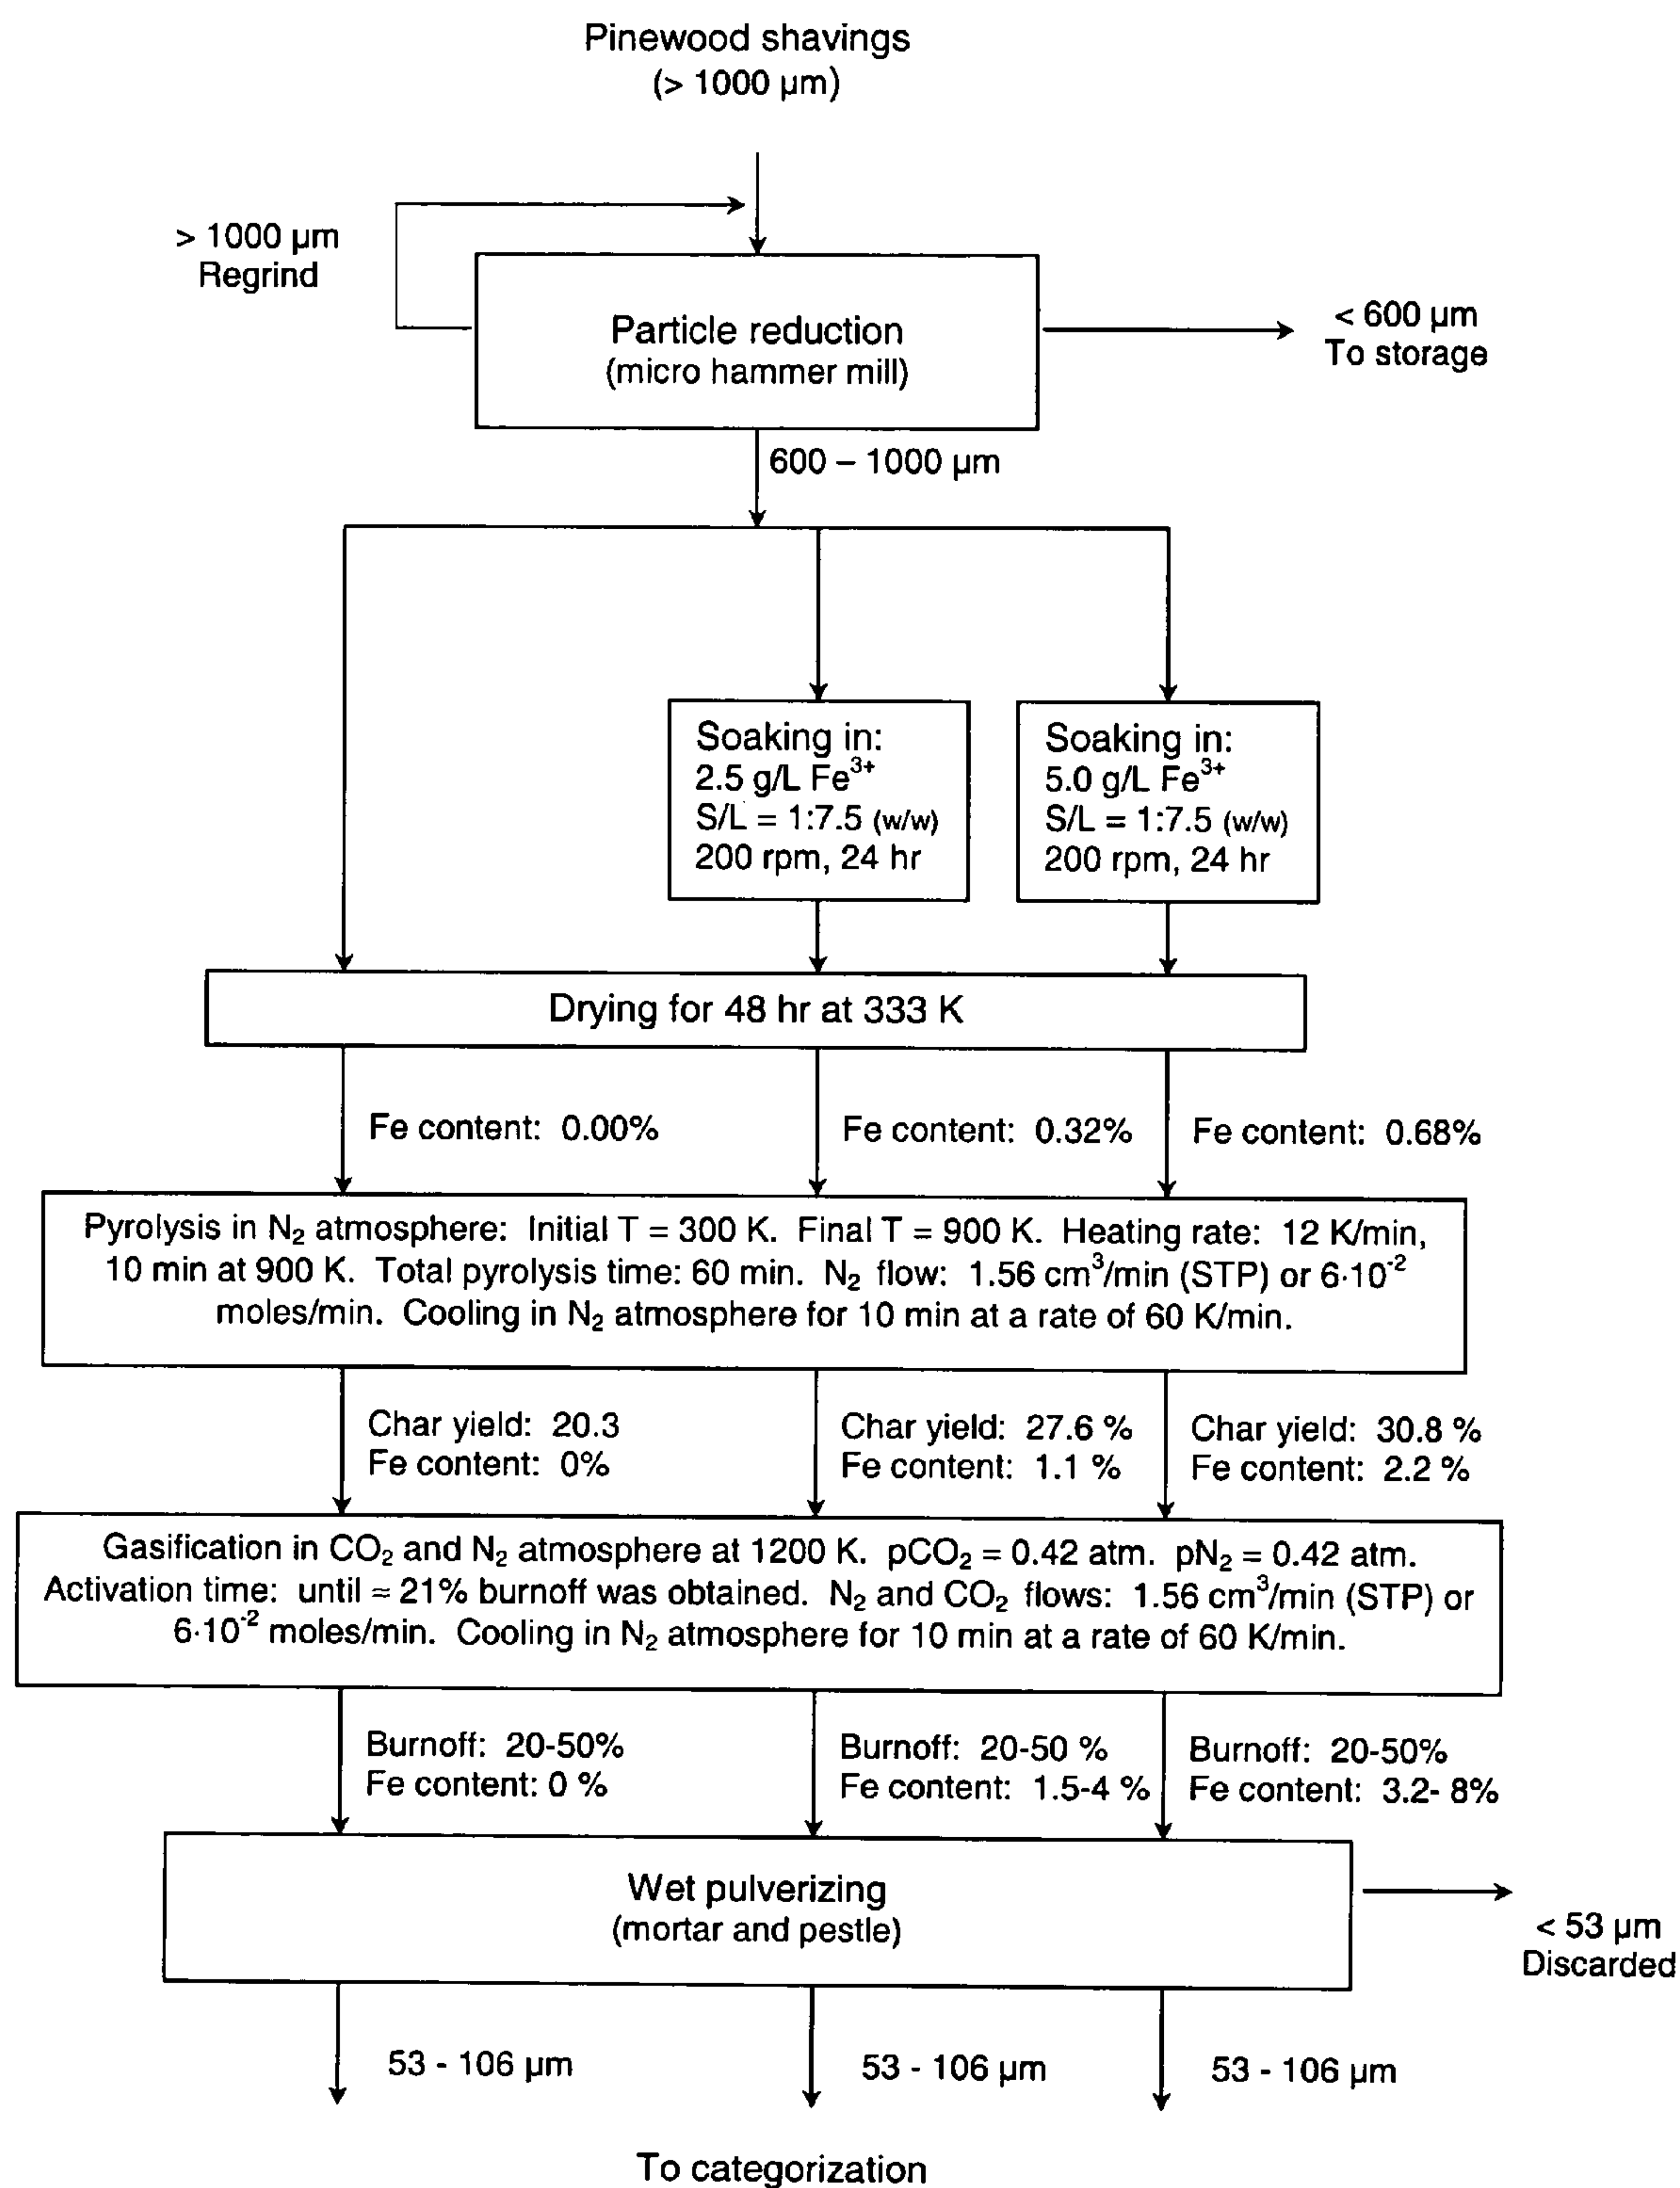 Pinewood shavings
(> 1000 µm)
> 1000 µm
Regrind
Particle reduction
(micro hammer mill)
< 600 µm
To storage
600 – 1000 µm
Soaking in:
2.5 g/L Fe³⁺
S/L = 1:7.5 (w/w)
200 rpm, 24 hr
Soaking in:
5.0 g/L Fe³⁺
S/L = 1:7.5 (w/w)
200 rpm, 24 hr
Drying for 48 hr at 333 K
Fe content: 0.00%
Fe content: 0.32%
Fe content: 0.68%
Pyrolysis in N₂ atmosphere: Initial T = 300 K. Final T = 900 K. Heating rate: 12 K/min,
10 min at 900 K. Total pyrolysis time: 60 min. N₂ flow: 1.56 cm³/min (STP) or 6·10⁻²
moles/min. Cooling in N₂ atmosphere for 10 min at a rate of 60 K/min.
Char yield: 20.3
Fe content: 0%
Char yield: 27.6 %
Fe content: 1.1 %
Char yield: 30.8 %
Fe content: 2.2 %
Gasification in CO₂ and N₂ atmosphere at 1200 K. pCO₂ = 0.42 atm. pN₂ = 0.42 atm.
Activation time: until ≈ 21% burnoff was obtained. N₂ and CO₂ flows: 1.56 cm³/min (STP) or
6·10⁻² moles/min. Cooling in N₂ atmosphere for 10 min at a rate of 60 K/min.
Burnoff: 20-50%
Fe content: 0 %
Burnoff: 20-50 %
Fe content: 1.5-4 %
Burnoff: 20-50%
Fe content: 3.2- 8%
Wet pulverizing
(mortar and pestle)
< 53 µm
Discarded
53 - 106 µm
53 - 106 µm
53 - 106 µm
To categorization